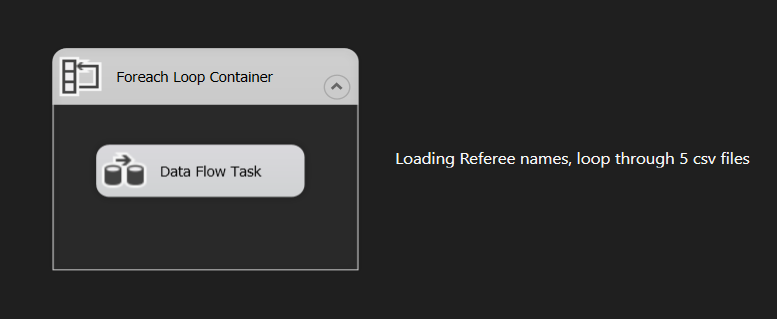 Foreach Loop Container
Data Flow Task
Loading Referee names, loop through 5 csv files